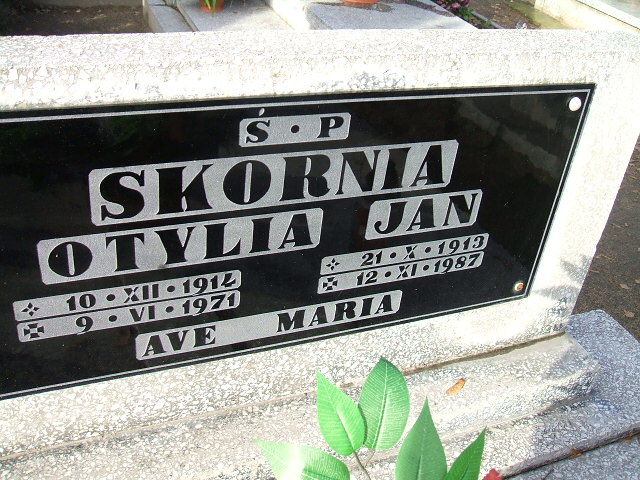 Ś • P
SKORNIA
OTYLIA JAN
10 • XII • 1914 21 • X • 1913
9 • VI • 1971 12 • XI • 1987
AVE MARIA